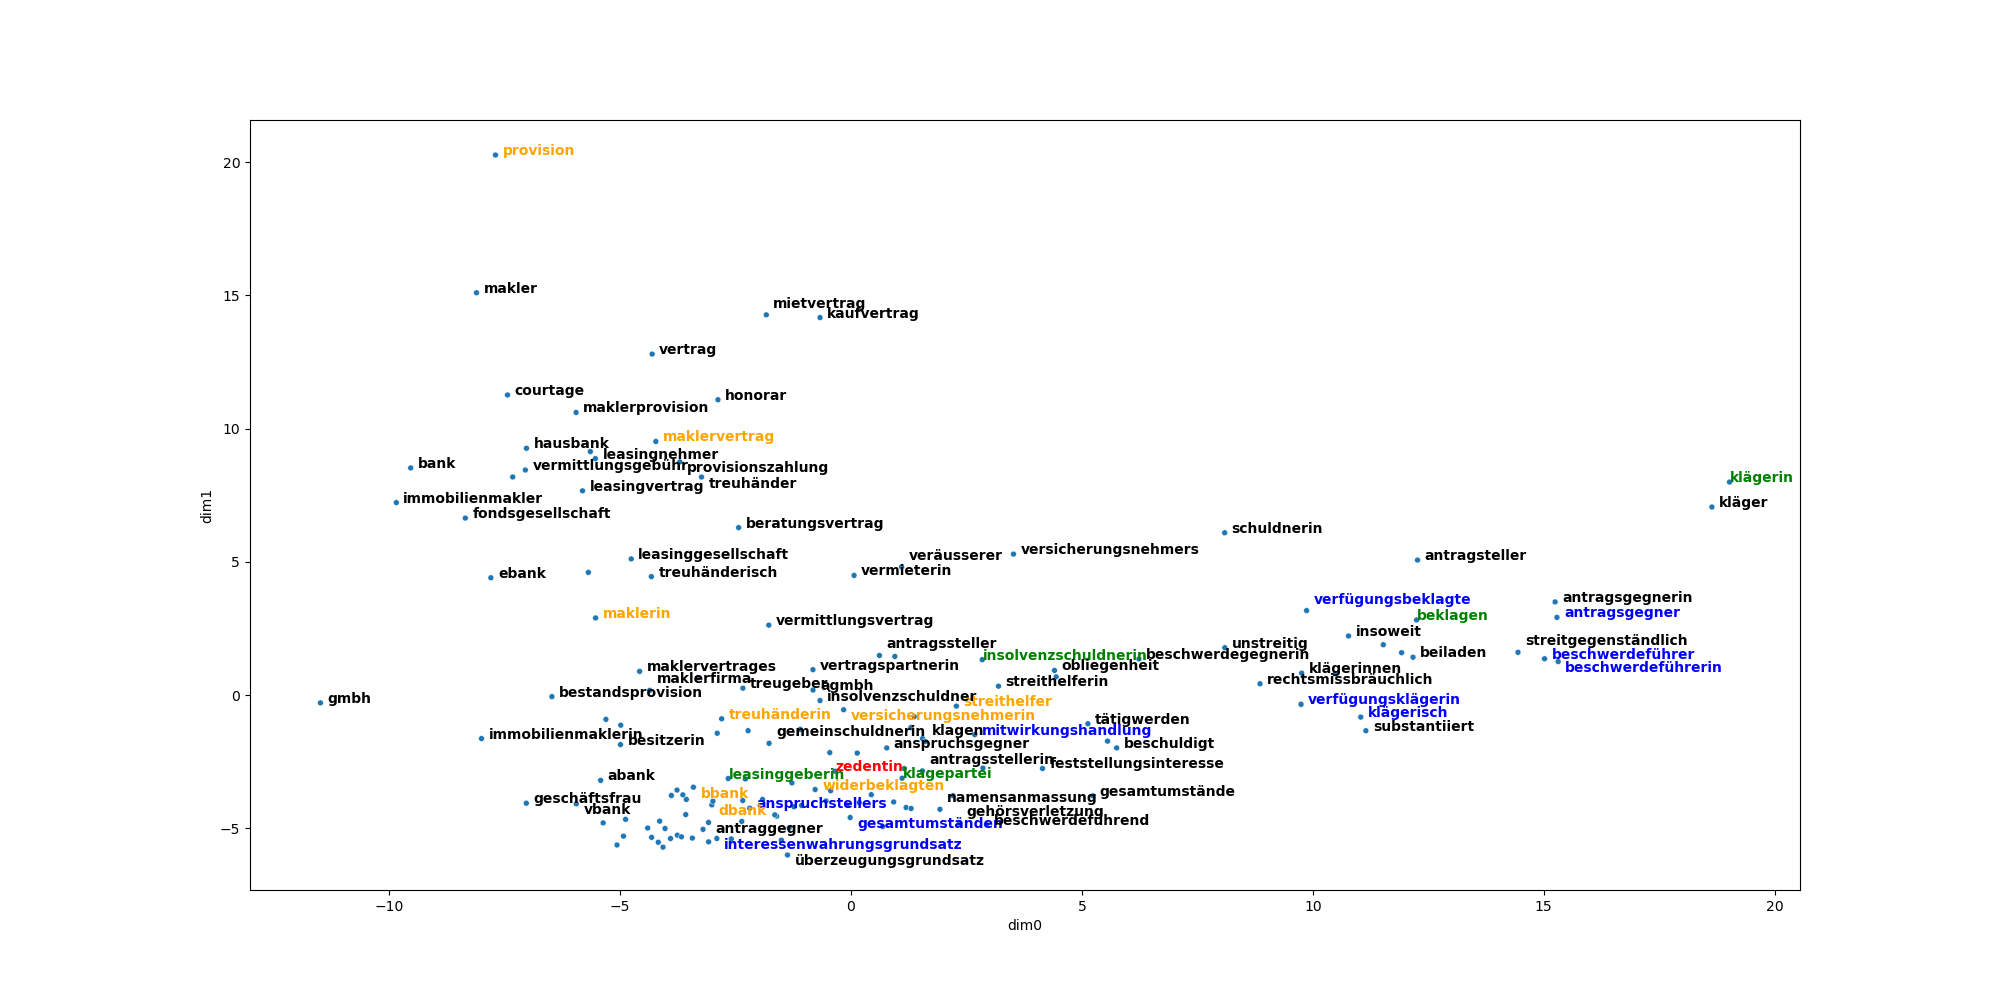 provision
20
makler
15
mietvertrag
kaufvertrag
vertrag
courtage
honorar
maklerprovision
10
maklervertrag
hausbank
leasingnehmer
bank
vermittlungsgebühr
provisionszahlung
klägerin
treuhänder
leasingvertrag
immobilienmakler
kläger
fondsgesellschaft
dim1
beratungsvertrag
schuldnerin
versicherungsnehmers
leasinggesellschaft
veräusserer
antragsteller
5
ebank
treuhänderisch
vermieterin
verfügungsbeklagte
antragsgegnerin
maklerin
beklagen
antragsgegner
vermittlungsvertrag
insoweit
antragssteller
unstreitig
streitgegenständlich
insolvenzschuldnerin
beschwerdegegnerin
beiladen
beschwerdeführer
maklervertrages
vertragspartnerin
obliegenheit
klägerinnen
beschwerdeführerin
maklerfirma
treugeber
streithelferin
rechtsmissbräuchlich
gmbh
bestandsprovision
insolvenzschuldner
0
streithelfer
verfügungsklägerin
treuhänderin
versicherungsnehmerin
klägerisch
tätigwerden
immobilienmaklerin
gemeinschuldnerin
klagen
mitwirkungshandlung
substantiiert
besitzerin
anspruchsgegner
beschuldigt
antragstellerin
feststellungsinteresse
zedentin
abank
leasinggeberin
klagepartei
widerbeklagten
gesamtumstände
geschäftsfrau
bbank
namensanmassung
vbank
dbank
anspruchstellers
gehörsverletzung
−5
antraggegner
gesamtumständen
beschwerdeführend
interessenwahrungsgrundsatz
überzeugungsgrundsatz
−10
−5
0
5
10
15
20
dim0